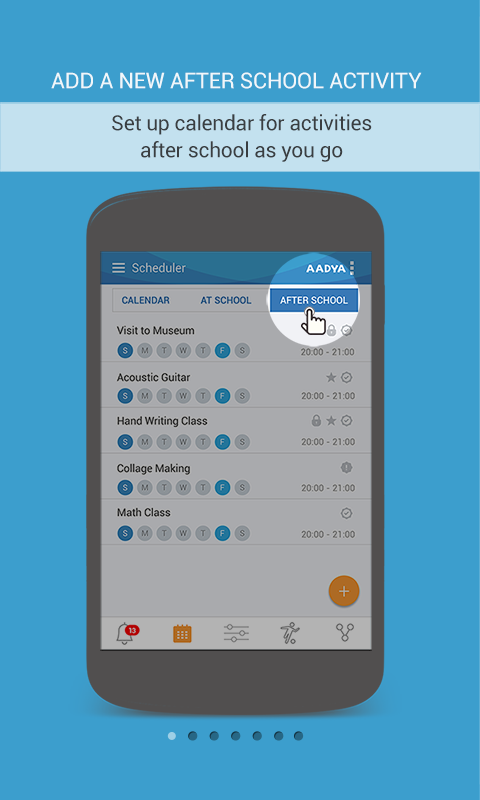 ADD A NEW AFTER SCHOOL ACTIVITY
Set up calendar for activities
after school as you go
Scheduler
AADYA
CALENDAR
AT SCHOOL
AFTER SCHOOL
Visit to Museum
S M T W T F S
20:00 - 21:00
Acoustic Guitar
S M T W T F S
20:00 - 21:00
Hand Writing Class
S M T W T F S
20:00 - 21:00
Collage Making
S M T W T F S
20:00 - 21:00
Math Class
S M T W T F S
20:00 - 21:00
+
13